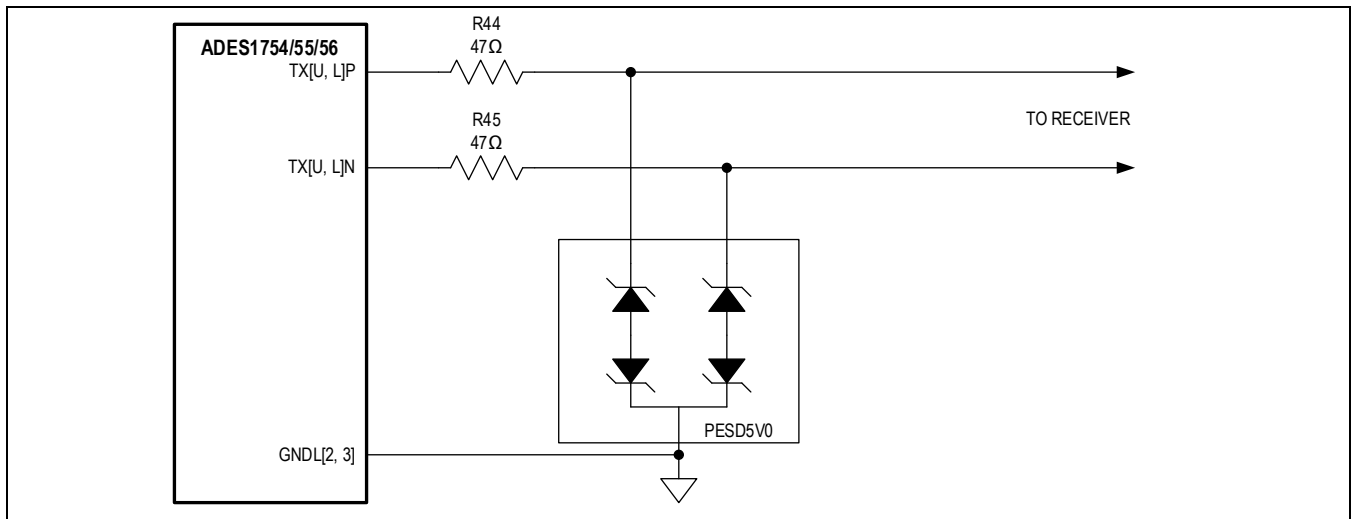 R44
47Ω
ADES1754/55/56
TX[U, L]P
TO RECEIVER
R45
47Ω
TX[U, L]N
PESD5V0
GNDL[2, 3]